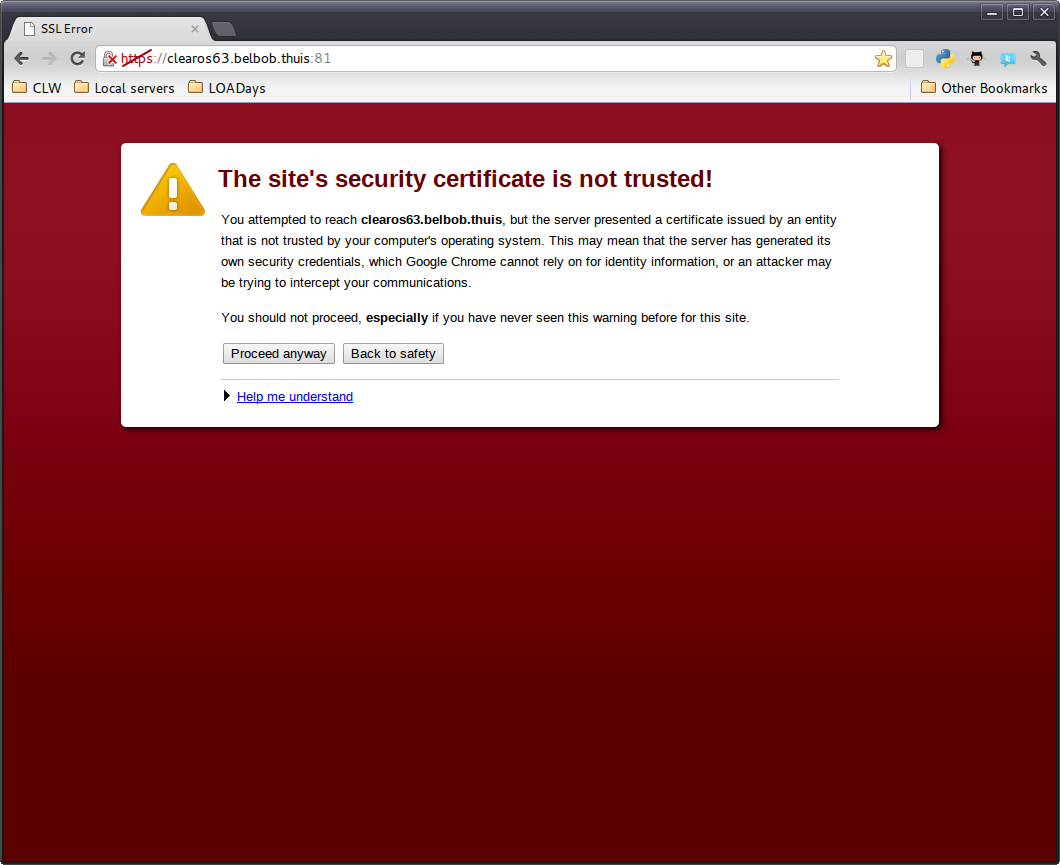 SSL Error
https://clearos63.belbob.thuis:81
CLW Local servers LOADays Other Bookmarks
The site's security certificate is not trusted!
You attempted to reach clearos63.belbob.thuis, but the server presented a certificate issued by an entity
that is not trusted by your computer's operating system. This may mean that the server has generated its
own security credentials, which Google Chrome cannot rely on for identity information, or an attacker may
be trying to intercept your communications.
You should not proceed, especially if you have never seen this warning before for this site.
Proceed anyway Back to safety
Help me understand